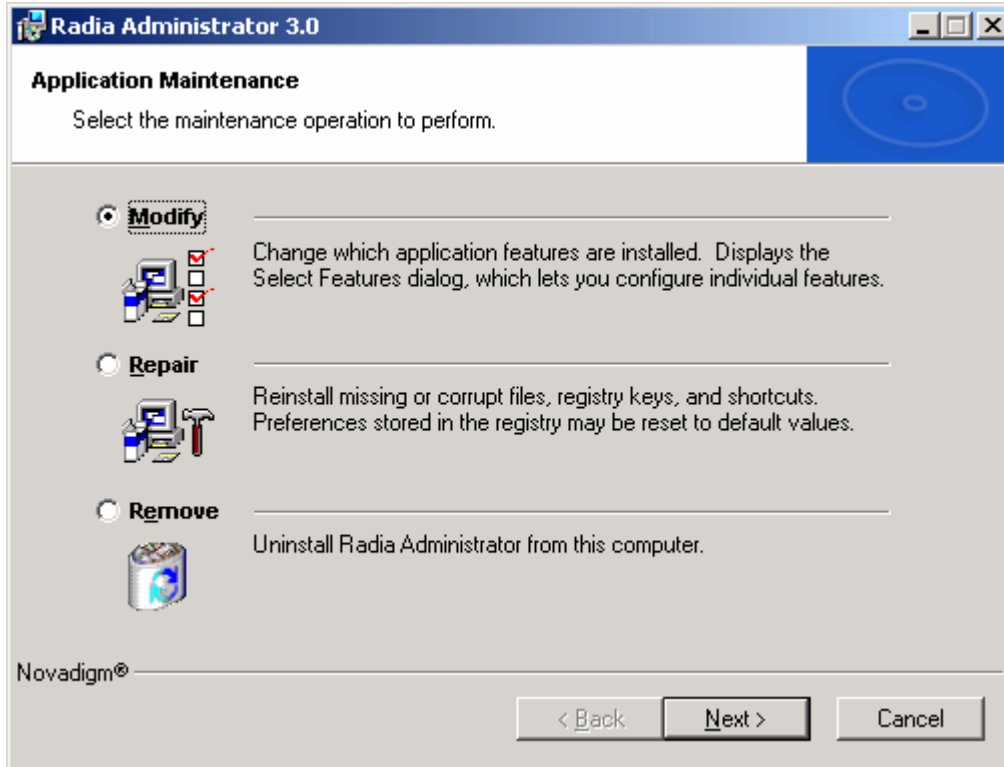 Radia Administrator 3.0
Application Maintenance
Select the maintenance operation to perform.
Modify
Change which application features are installed.  Displays the
Select Features dialog, which lets you configure individual features.
Repair
Reinstall missing or corrupt files, registry keys, and shortcuts.
Preferences stored in the registry may be reset to default values.
Remove
Uninstall Radia Administrator from this computer.
Novadigm®
< Back
Next >
Cancel